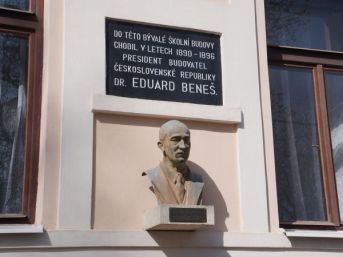 DO TÉTO BÝVALÉ ŠKOLNÍ BUDOVY
CHODIL V LETECH 1890-1896
PRESIDENT BUDOVATEL
ČESKOSLOVENSKÉ REPUBLIKY
DR. EDUARD BENEŠ.